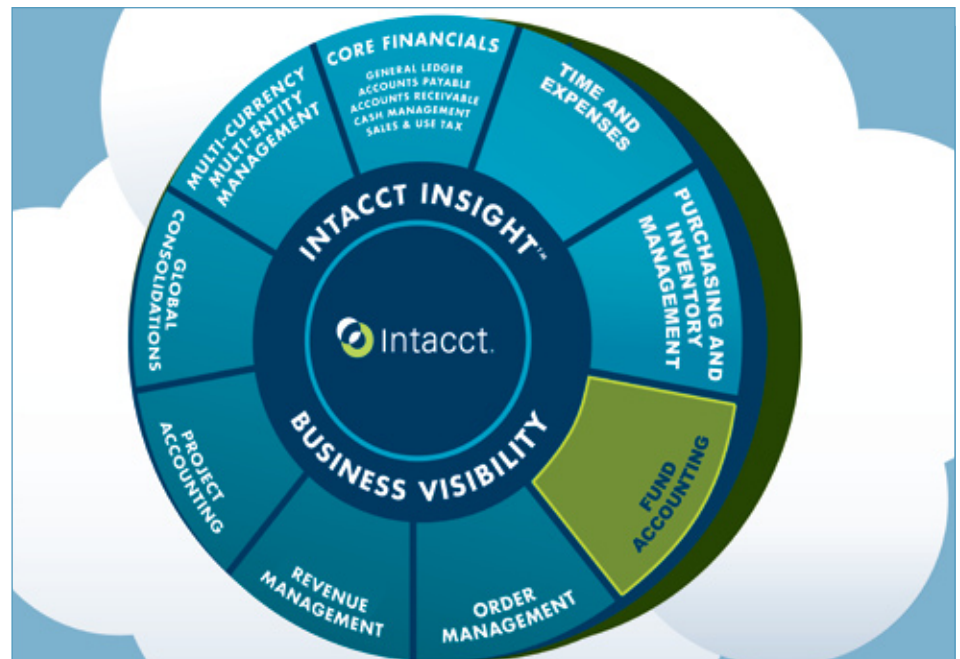 CORE FINANCIALS
GENERAL LEDGER
ACCOUNTS PAYABLE
ACCOUNTS RECEIVABLE
CASH MANAGEMENT
SALES & USE TAX
TIME AND
EXPENSES
PURCHASING AND
INVENTORY
MANAGEMENT
FUND
ACCOUNTING
ORDER
MANAGEMENT
REVENUE
MANAGEMENT
PROJECT
ACCOUNTING
GLOBAL
CONSOLIDATIONS
MULTI-CURRENCY
MULTI-ENTITY
MANAGEMENT
INTACCT INSIGHT™
Intacct.
BUSINESS VISIBILITY